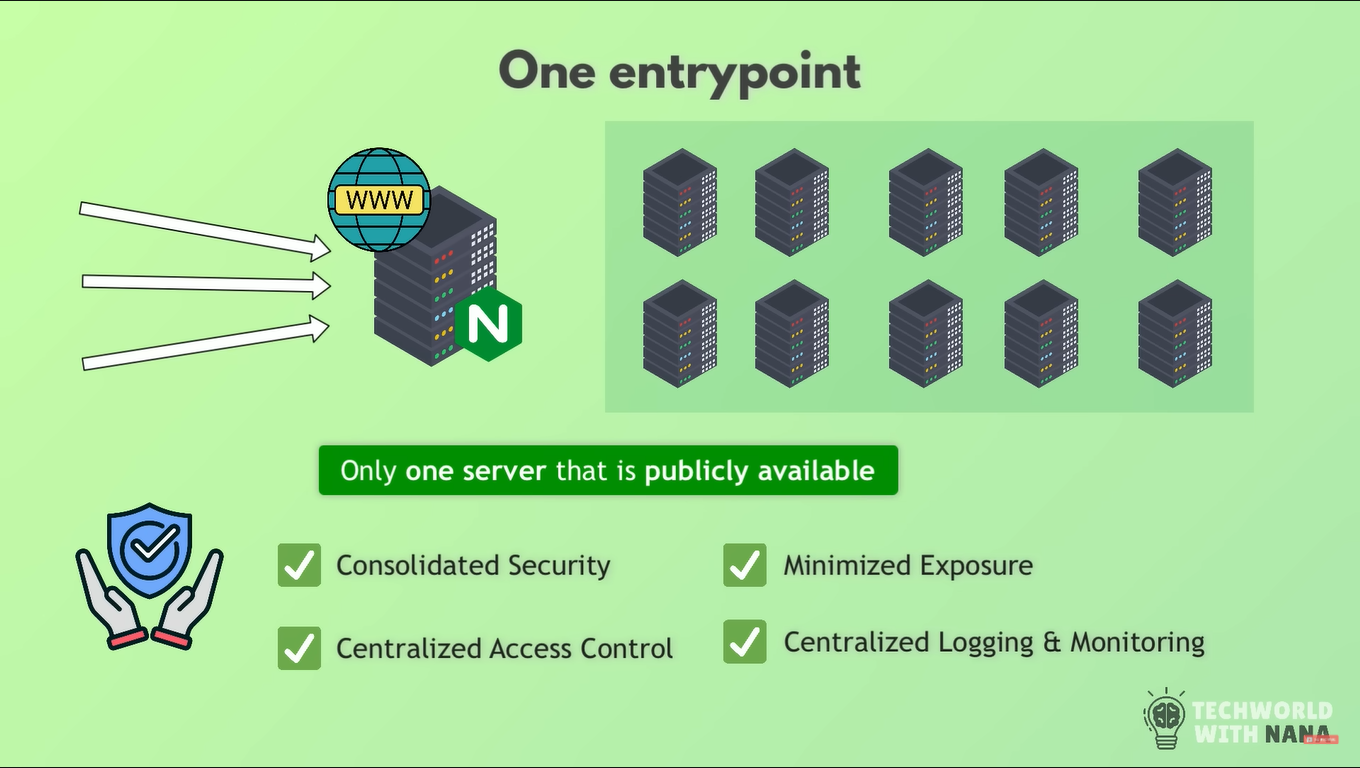 One entrypoint
WWW
N
Only one server that is publicly available
Consolidated Security
Minimized Exposure
Centralized Access Control
Centralized Logging & Monitoring
TECHWORLD
WITH NANA